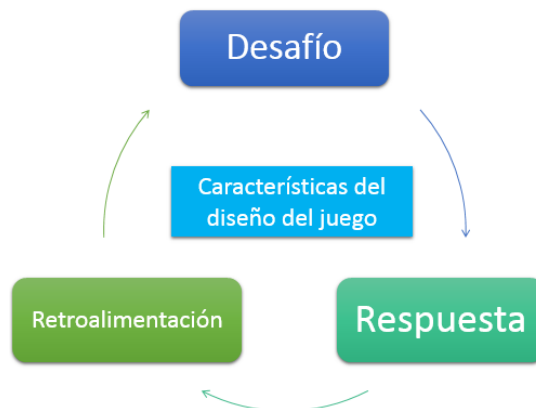 Desafío
Características del
diseño del juego
Retroalimentación
Respuesta